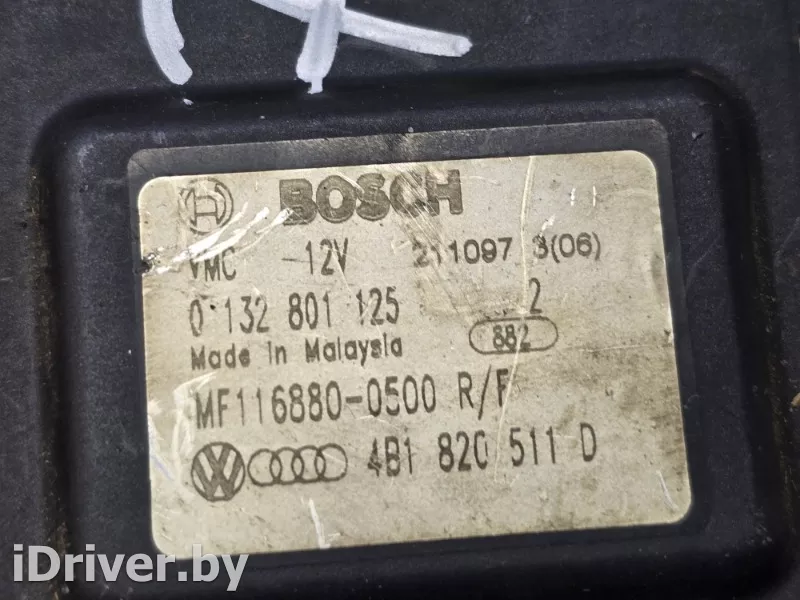 BOSCH
VMC -12V 211097 3(06)
0 132 801 125 2
Made in Malaysia 882
MF116880-0500 R/F
4B1 820 511 D
iDriver.by